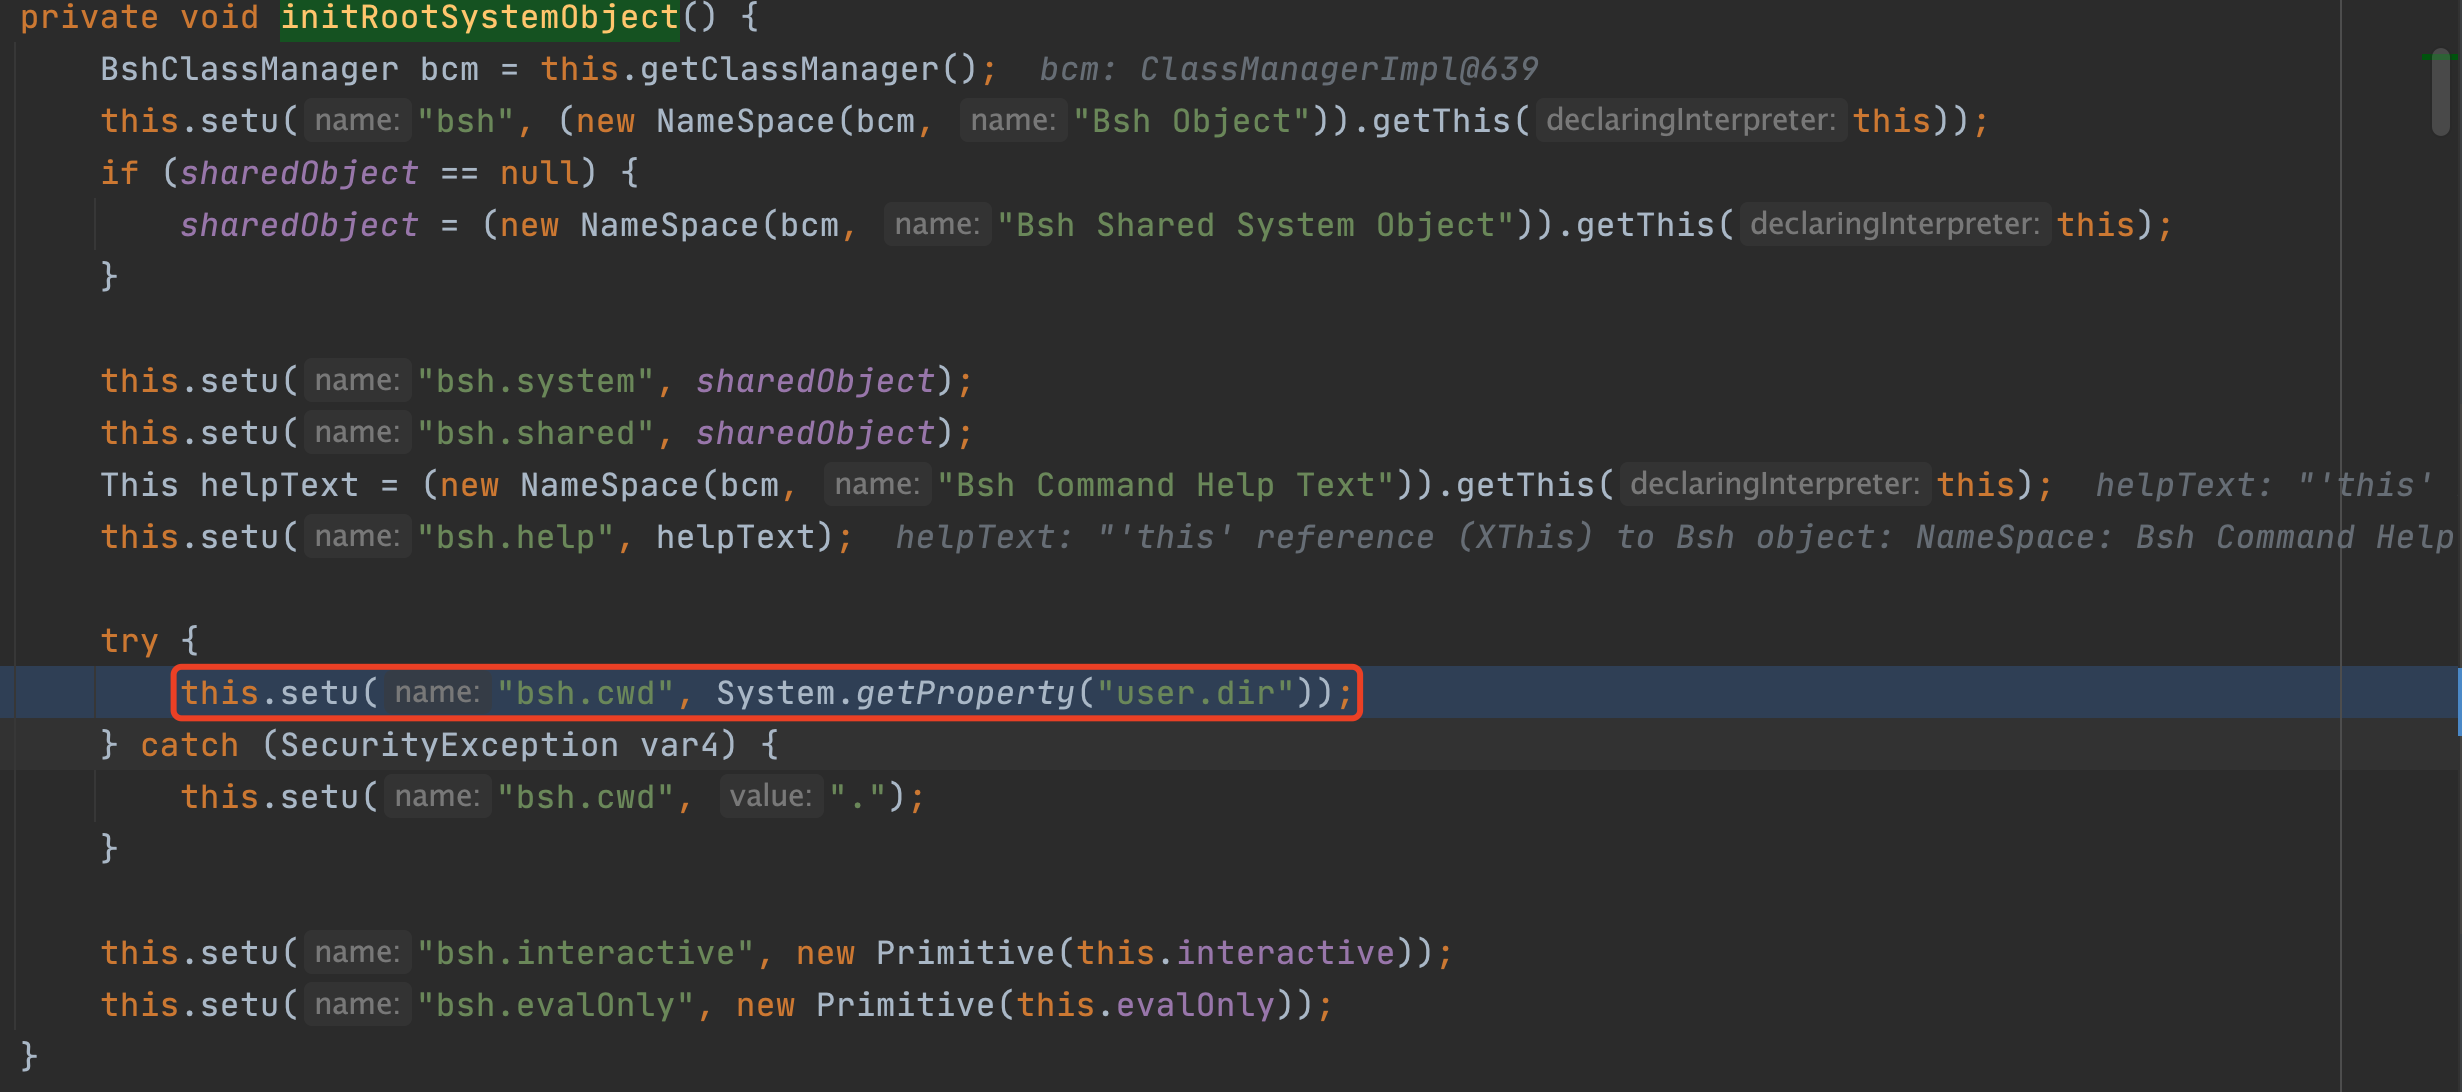 private void initRootSystemObject() {
BshClassManager bcm = this.getClassManager(); bcm: ClassManagerImpl@639
this.setu( name: "bsh", (new NameSpace(bcm, name: "Bsh Object")).getThis( declaringInterpreter: this));
if (sharedObject == null) {
sharedObject = (new NameSpace(bcm, name: "Bsh Shared System Object")).getThis( declaringInterpreter: this);
}
this.setu( name: "bsh.system", sharedObject);
this.setu( name: "bsh.shared", sharedObject);
This helpText = (new NameSpace(bcm, name: "Bsh Command Help Text")).getThis( declaringInterpreter: this); helpText: "'this'
this.setu( name: "bsh.help", helpText); helpText: "'this' reference (XThis) to Bsh object: NameSpace: Bsh Command Help
try {
this.setu( name: "bsh.cwd", System.getProperty("user.dir"));
} catch (SecurityException var4) {
this.setu( name: "bsh.cwd", value: ".");
}
this.setu( name: "bsh.interactive", new Primitive(this.interactive));
this.setu( name: "bsh.evalOnly", new Primitive(this.evalOnly));
}